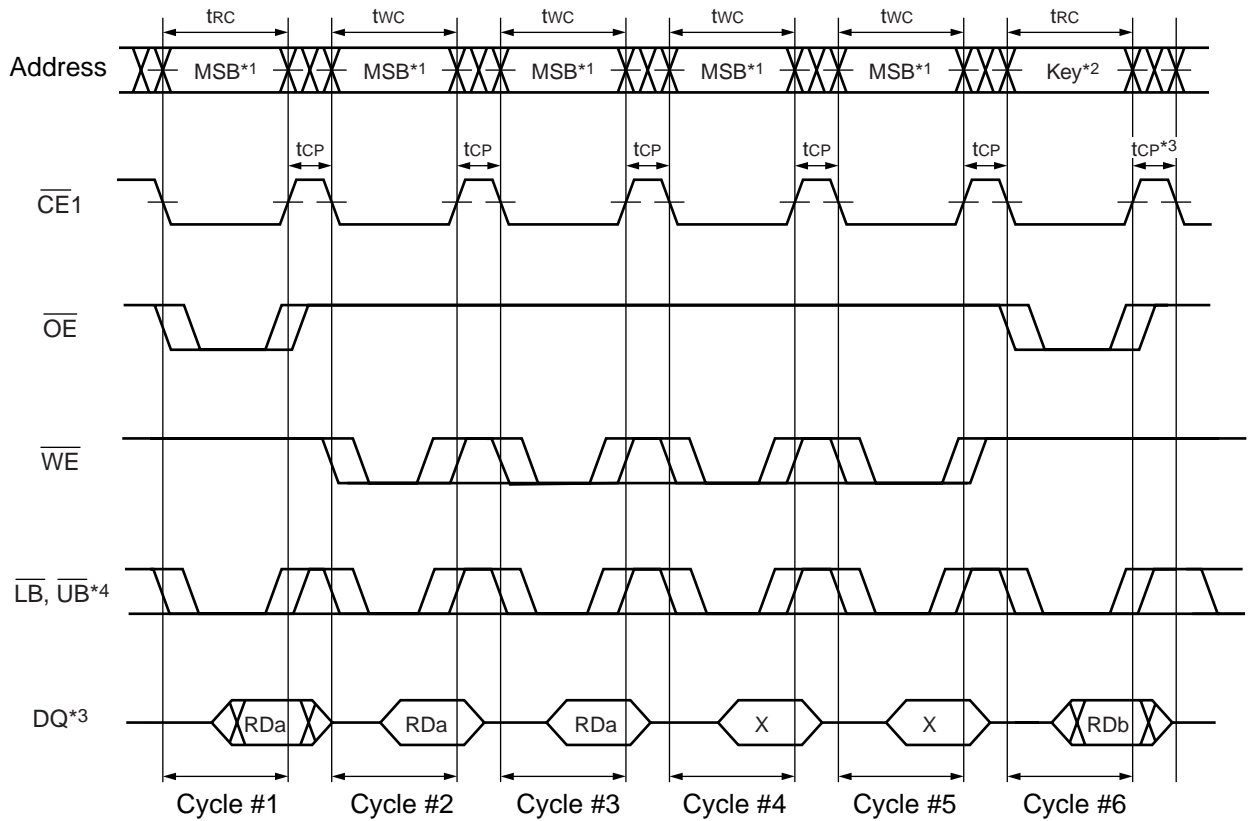 tRC tWC tWC tWC tWC tRC
Address MSB*1 MSB*1 MSB*1 MSB*1 MSB*1 Key*2
tCP tCP tCP tCP tCP tCP*3
CE1
OE
WE
LB, UB*4
DQ*3 RDa RDa RDa X X RDb
Cycle #1 Cycle #2 Cycle #3 Cycle #4 Cycle #5 Cycle #6